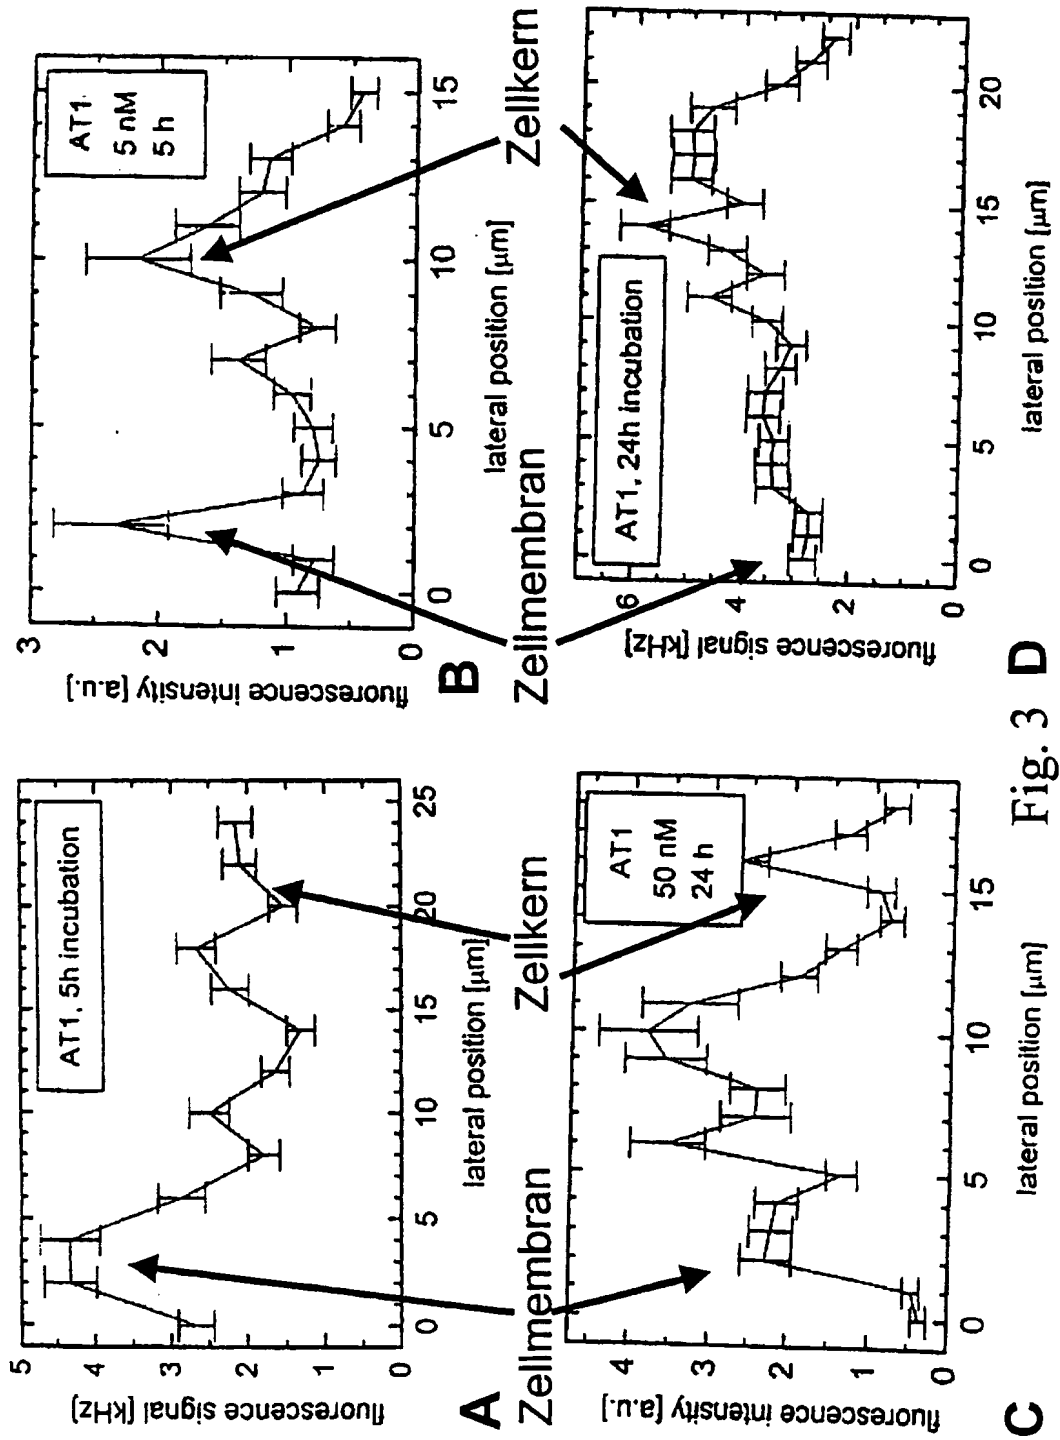 AT1, 5h incubation
fluorescence signal [kHz]
5
4
3
2
1
0
0
5
10
15
20
25
lateral position [µm]
A
AT1
5 nM
5 h
fluorescence intensity [a.u.]
3
2
1
0
0
5
10
15
lateral position [µm]
B
Zellmembran
Zellkern
Zellmembran
Zellkern
AT1
50 nM
24 h
fluorescence intensity [a.u.]
4
3
2
1
0
0
5
10
15
lateral position [µm]
C
AT1, 24h incubation
fluorescence signal [kHz]
6
4
2
0
0
5
10
15
20
lateral position [µm]
D
Fig. 3